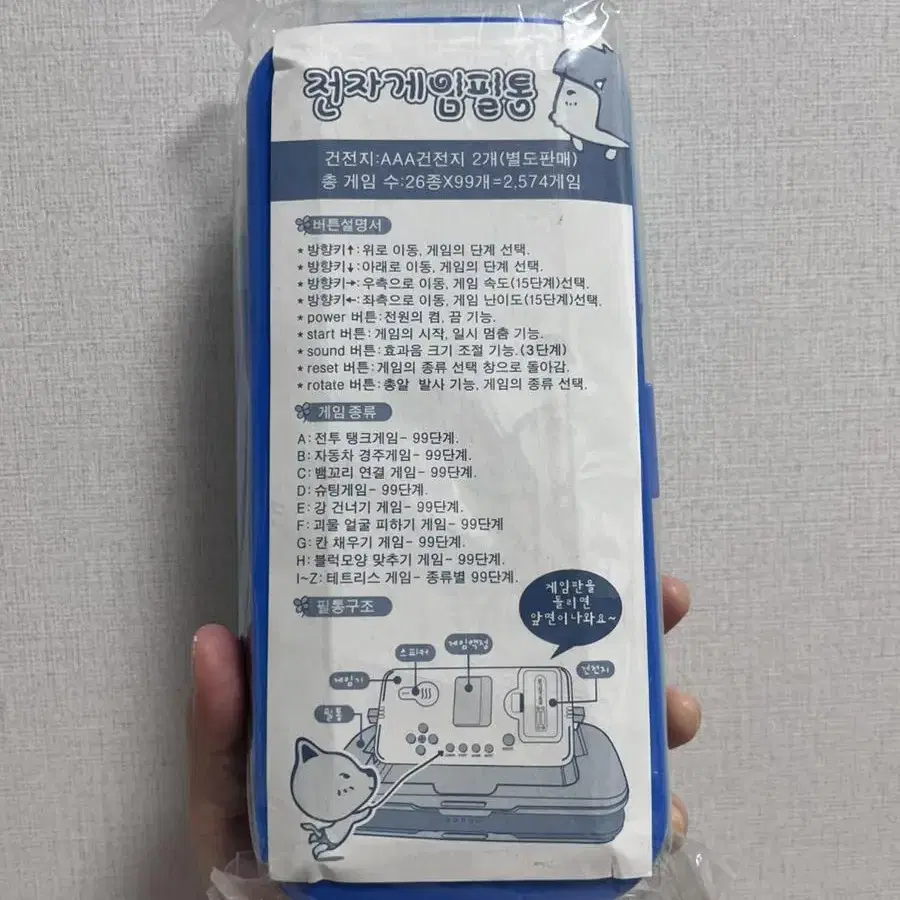 전자게임필통
건전지:AAA건전지 2개(별도판매)
총 게임 수:26종X99개=2,574게임
버튼설명서
* 방향키↑: 위로 이동, 게임의 단계 선택.
* 방향키↓: 아래로 이동, 게임의 단계 선택.
* 방향키→: 우측으로 이동, 게임 속도(15단계)선택.
* 방향키←: 좌측으로 이동, 게임 난이도(15단계)선택.
* power 버튼:전원의 켬, 끔 기능.
* start 버튼: 게임의 시작, 일시 멈춤 기능.
* sound 버튼:효과음 크기 조절 기능.(3단계)
* reset 버튼:게임의 종류 선택 창으로 돌아감.
* rotate 버튼:총알 발사 기능, 게임의 종류 선택.
게임 종류
A: 전투 탱크게임- 99단계.
B: 자동차 경주게임- 99단계.
C: 뱀꼬리 연결 게임- 99단계.
D: 슈팅게임- 99단계.
E: 강 건너기 게임- 99단계.
F: 괴물 얼굴 피하기 게임- 99단계
G: 칸 채우기 게임- 99단계.
H: 블럭모양 맞추기 게임- 99단계.
I~Z: 테트리스 게임- 종류별 99단계.
필통구조
게임판을
돌리면
앞면이나와요~
게임액정
스피커
건전지
게임기
필통